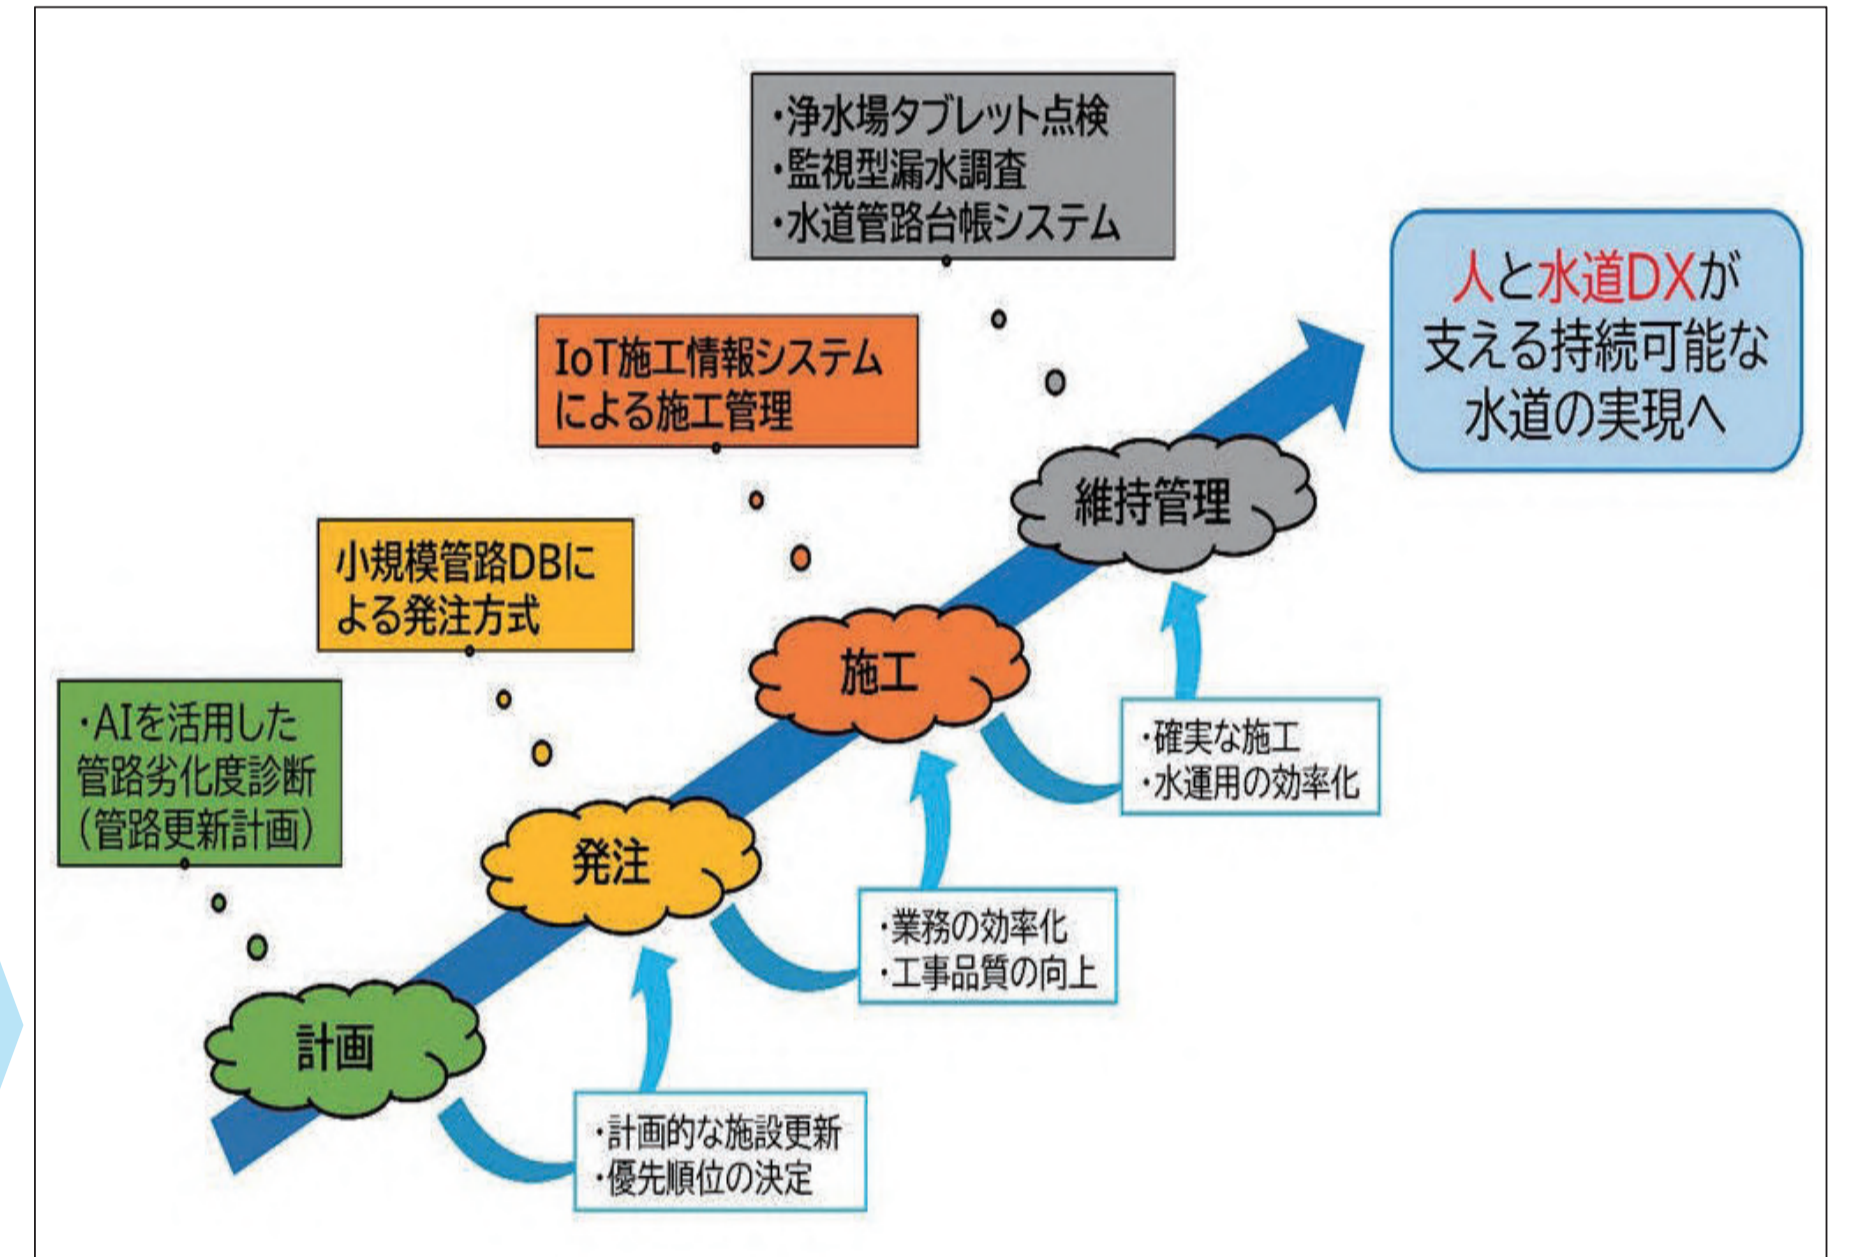 ・浄水場タブレット点検
・監視型漏水調査
・水道管路台帳システム
人と水道DXが
支える持続可能な
水道の実現へ
IoT施工情報システム
による施工管理
維持管理
小規模管路DBに
よる発注方式
施工
・AIを活用した
管路劣化度診断
（管路更新計画）
・確実な施工
・水運用の効率化
発注
・業務の効率化
・工事品質の向上
計画
・計画的な施設更新
・優先順位の決定